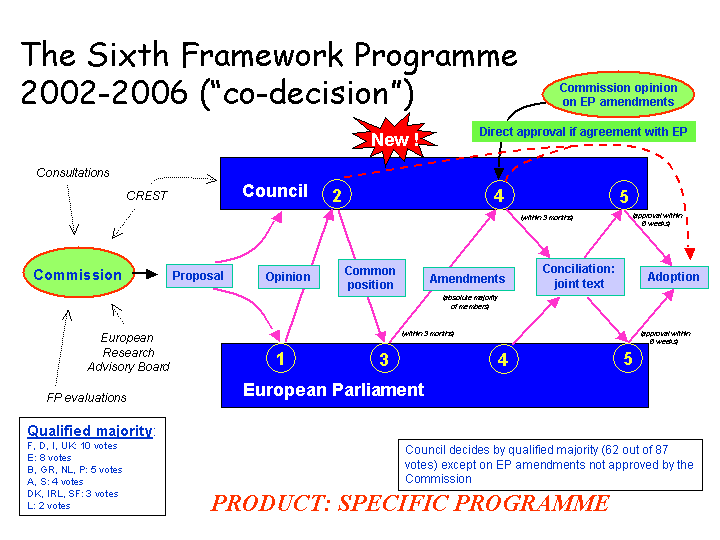 The Sixth Framework Programme
2002-2006 (“co-decision”)
Commission opinion
on EP amendments
New !
Direct approval if agreement with EP
Consultations
CREST
Council
2
4
5
(within 3 months)
(approval within
6 weeks)
Commission
Proposal
Opinion
Common
position
Amendments
(absolute majority
of members)
Conciliation:
joint text
Adoption
European
Research
Advisory Board
(within 3 months)
(approval within
6 weeks)
1
3
4
5
European Parliament
FP evaluations
Qualified majority:
F, D, I, UK: 10 votes
E: 8 votes
B, GR, NL, P: 5 votes
A, S: 4 votes
DK, IRL, SF: 3 votes
L: 2 votes
Council decides by qualified majority (62 out of 87
votes) except on EP amendments not approved by the
Commission
PRODUCT: SPECIFIC PROGRAMME